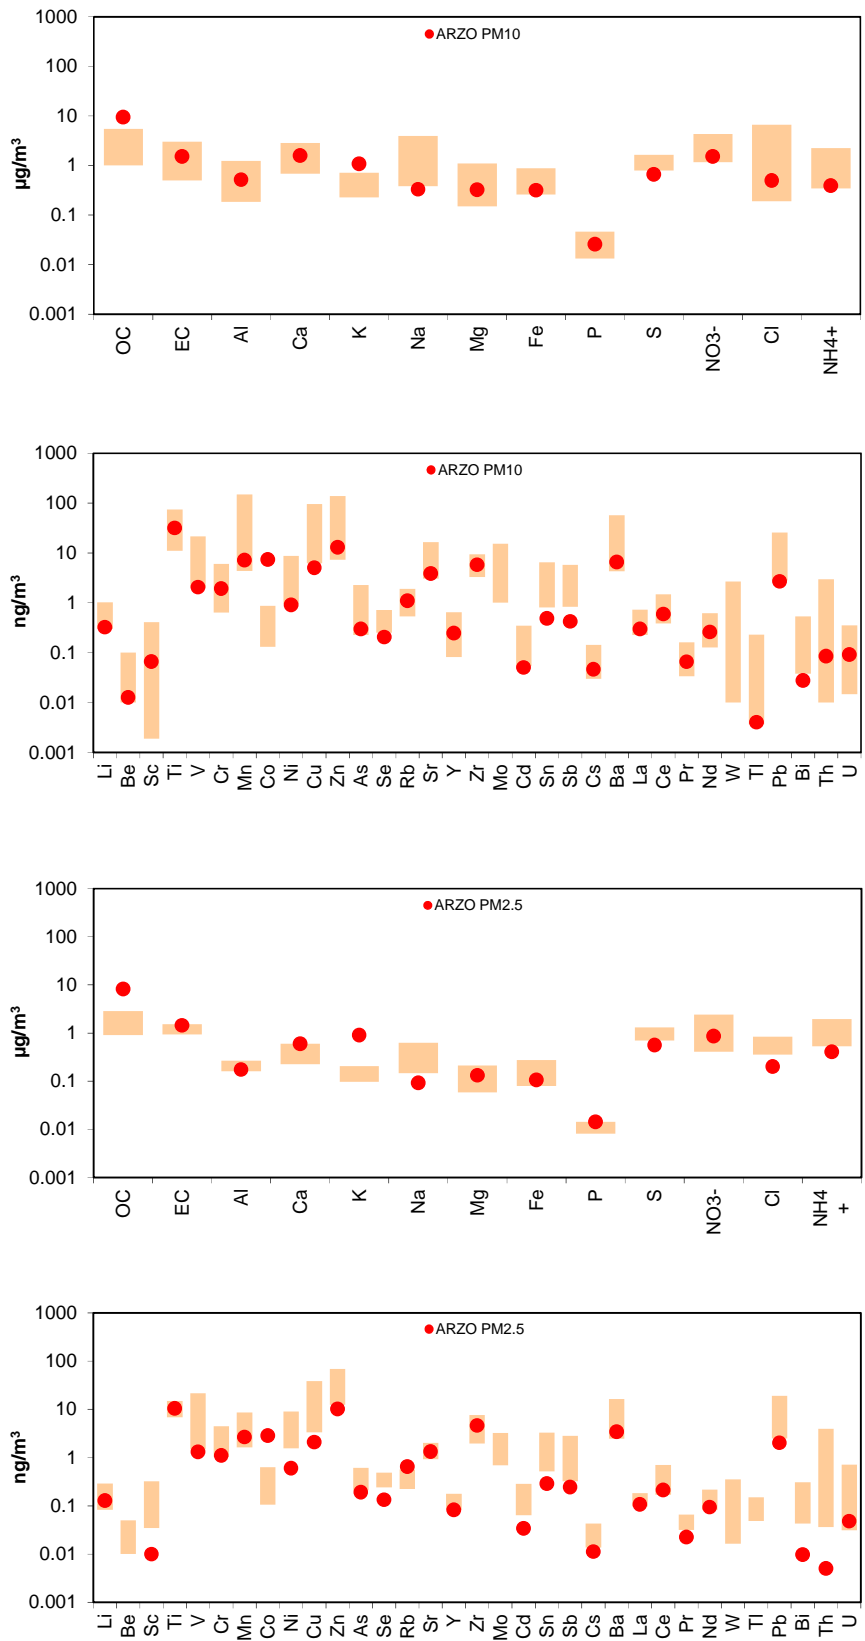 ARZO PM10
1000
100
10
1
0.1
0.01
0.001
µg/m³
OC EC Al Ca K Na Mg Fe P S NO3- Cl NH4+
ARZO PM10
1000
100
10
1
0.1
0.01
0.001
ng/m³
Li Be Sc Ti V Cr Mn Co Ni Cu Zn As Se Rb Sr Y Zr Mo Cd Sn Sb Cs Ba La Ce Pr Nd W Tl Pb Bi Th U
ARZO PM2.5
1000
100
10
1
0.1
0.01
0.001
µg/m³
OC EC Al Ca K Na Mg Fe P S NO3- Cl NH4
+
ARZO PM2.5
1000
100
10
1
0.1
0.01
0.001
ng/m³
Li Be Sc Ti V Cr Mn Co Ni Cu Zn As Se Rb Sr Y Zr Mo Cd Sn Sb Cs Ba La Ce Pr Nd W Tl Pb Bi Th U